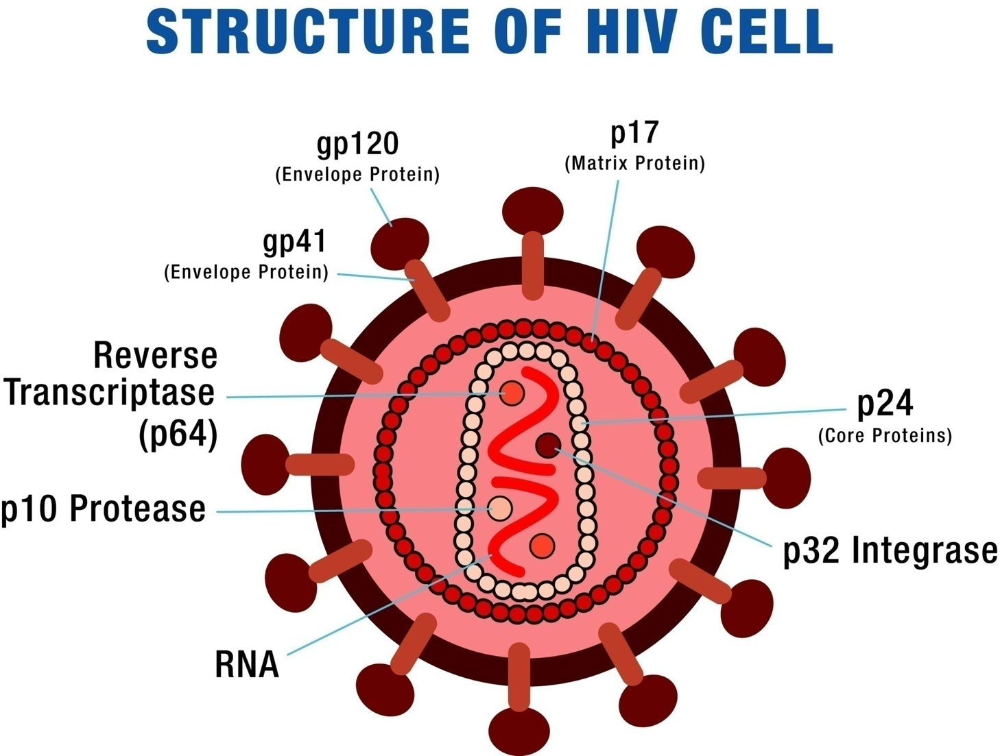 STRUCTURE OF HIV CELL
p17
(Matrix Protein)
gp120
(Envelope Protein)
gp41
(Envelope Protein)
Reverse
Transcriptase
(p64)
p24
(Core Proteins)
p10 Protease
p32 Integrase
RNA